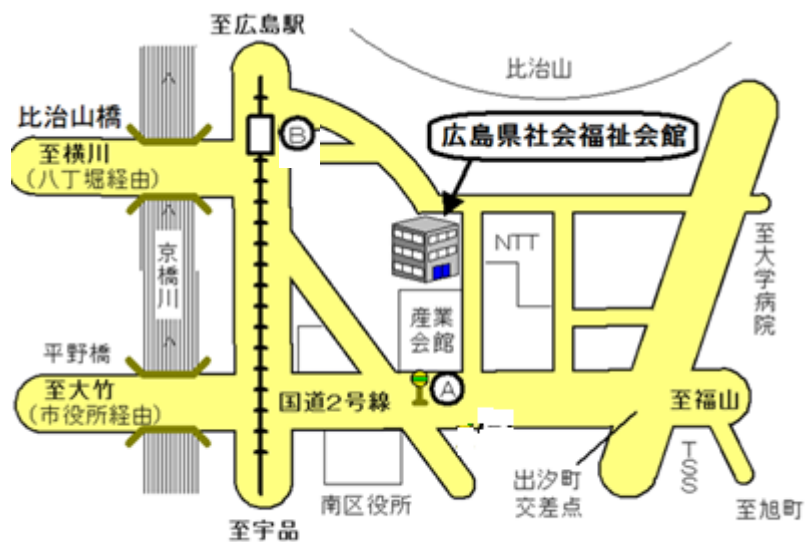 至広島駅
比治山
比治山橋
B
広島県社会福祉会館
至横川
(八丁堀経由)
NTT
京橋川
至大学病院
産業
会館
平野橋
至大竹
(市役所経由)
国道2号線
A
至福山
出汐町
交差点
TSS
南区役所
至旭町
至宇品